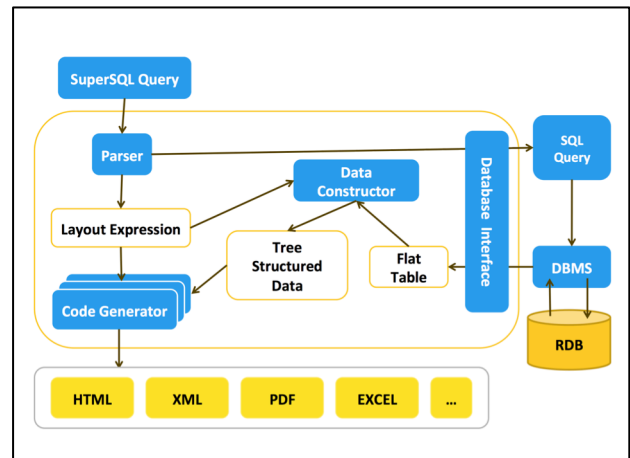 SuperSQL Query
Parser
SQL
Query
Data
Constructor
Database Interface
Layout Expression
Tree
Structured
Data
Flat
Table
DBMS
Code Generator
RDB
HTML
XML
PDF
EXCEL
...